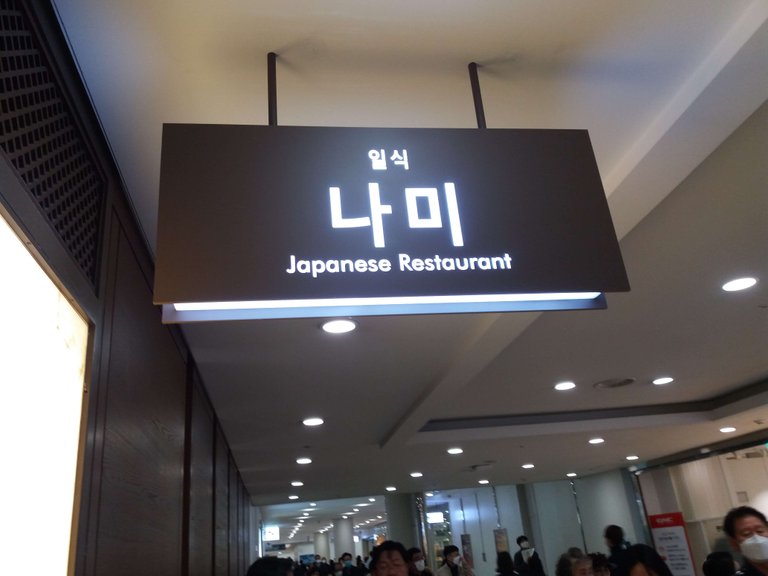 일식
나미
Japanese Restaurant